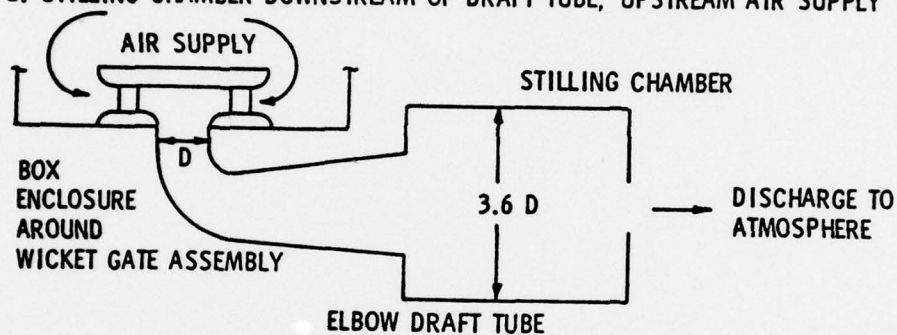 STILLING CHAMBER DOWNSTREAM OF DRAFT TUBE, UPSTREAM AIR SUPPLY
AIR SUPPLY
STILLING CHAMBER
D
BOX
ENCLOSURE
AROUND
WICKET GATE ASSEMBLY
3.6 D
DISCHARGE TO
ATMOSPHERE
ELBOW DRAFT TUBE